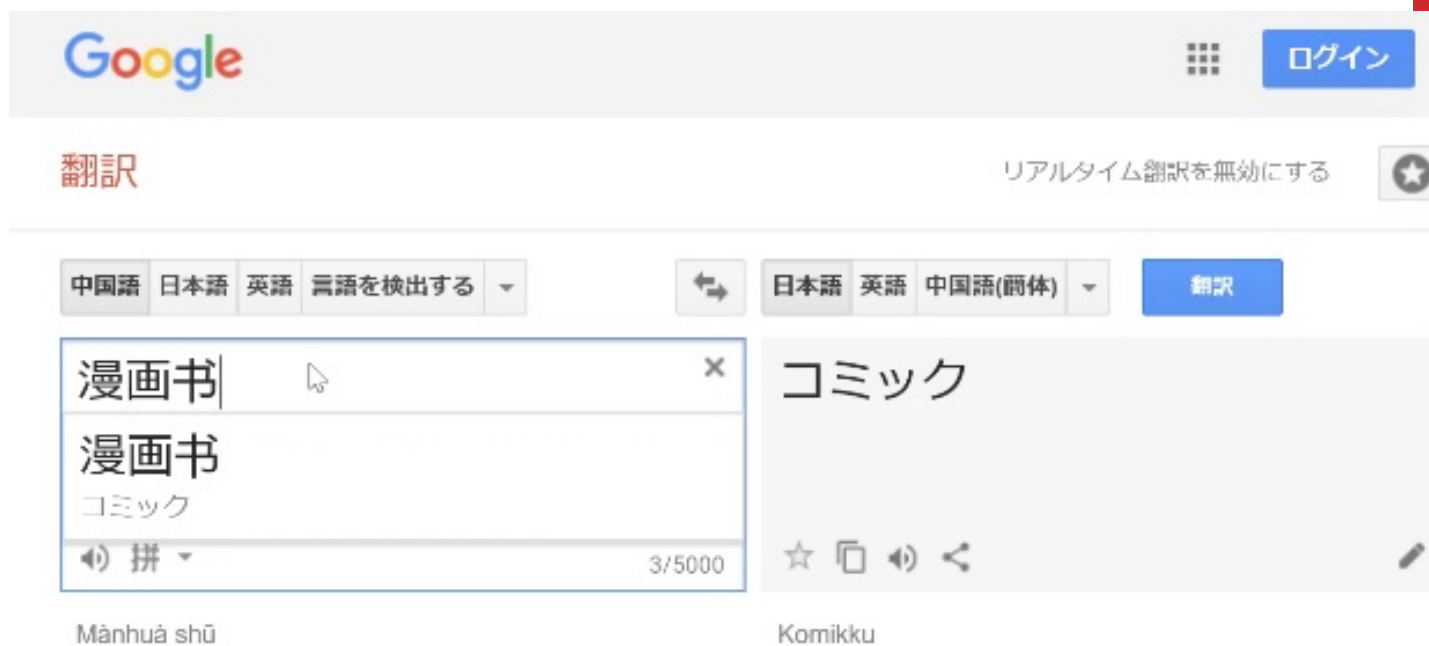 Google
ログイン
翻訳
リアルタイム翻訳を無効にする
中国語 日本語 英語 言語を検出する
日本語 英語 中国語(簡体) 翻訳
漫画书
コミック
漫画书
コミック
拼
3/5000
Mànhuà shū
Komikku